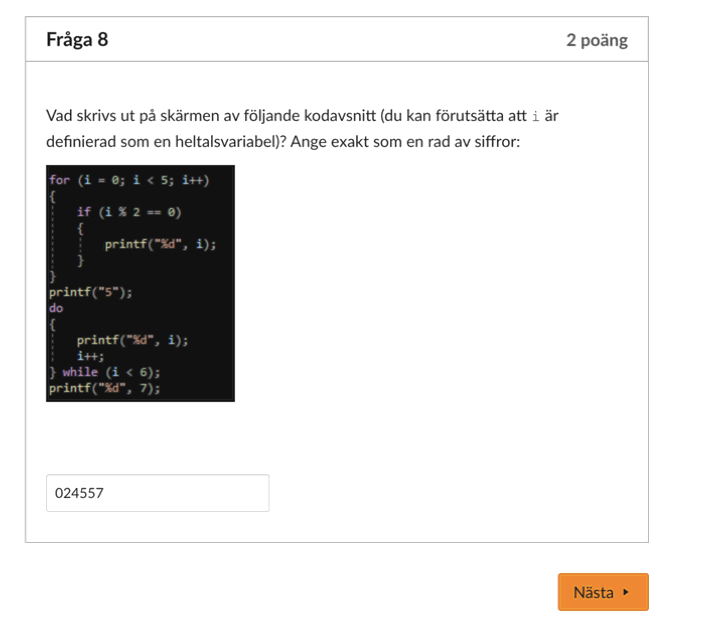 Fråga 8
2 poäng
Vad skrivs ut på skärmen av följande kodavsnitt (du kan förutsätta att i är
definierad som en heltalsvariabel)? Ange exakt som en rad av siffror:
for (i = 0; i < 5; i++)
{
    if (i % 2 == 0)
    {
        printf("%d", i);
    }
}
printf("5");
do
{
    printf("%d", i);
    i++;
} while (i < 6);
printf("%d", 7);
024557
Nästa